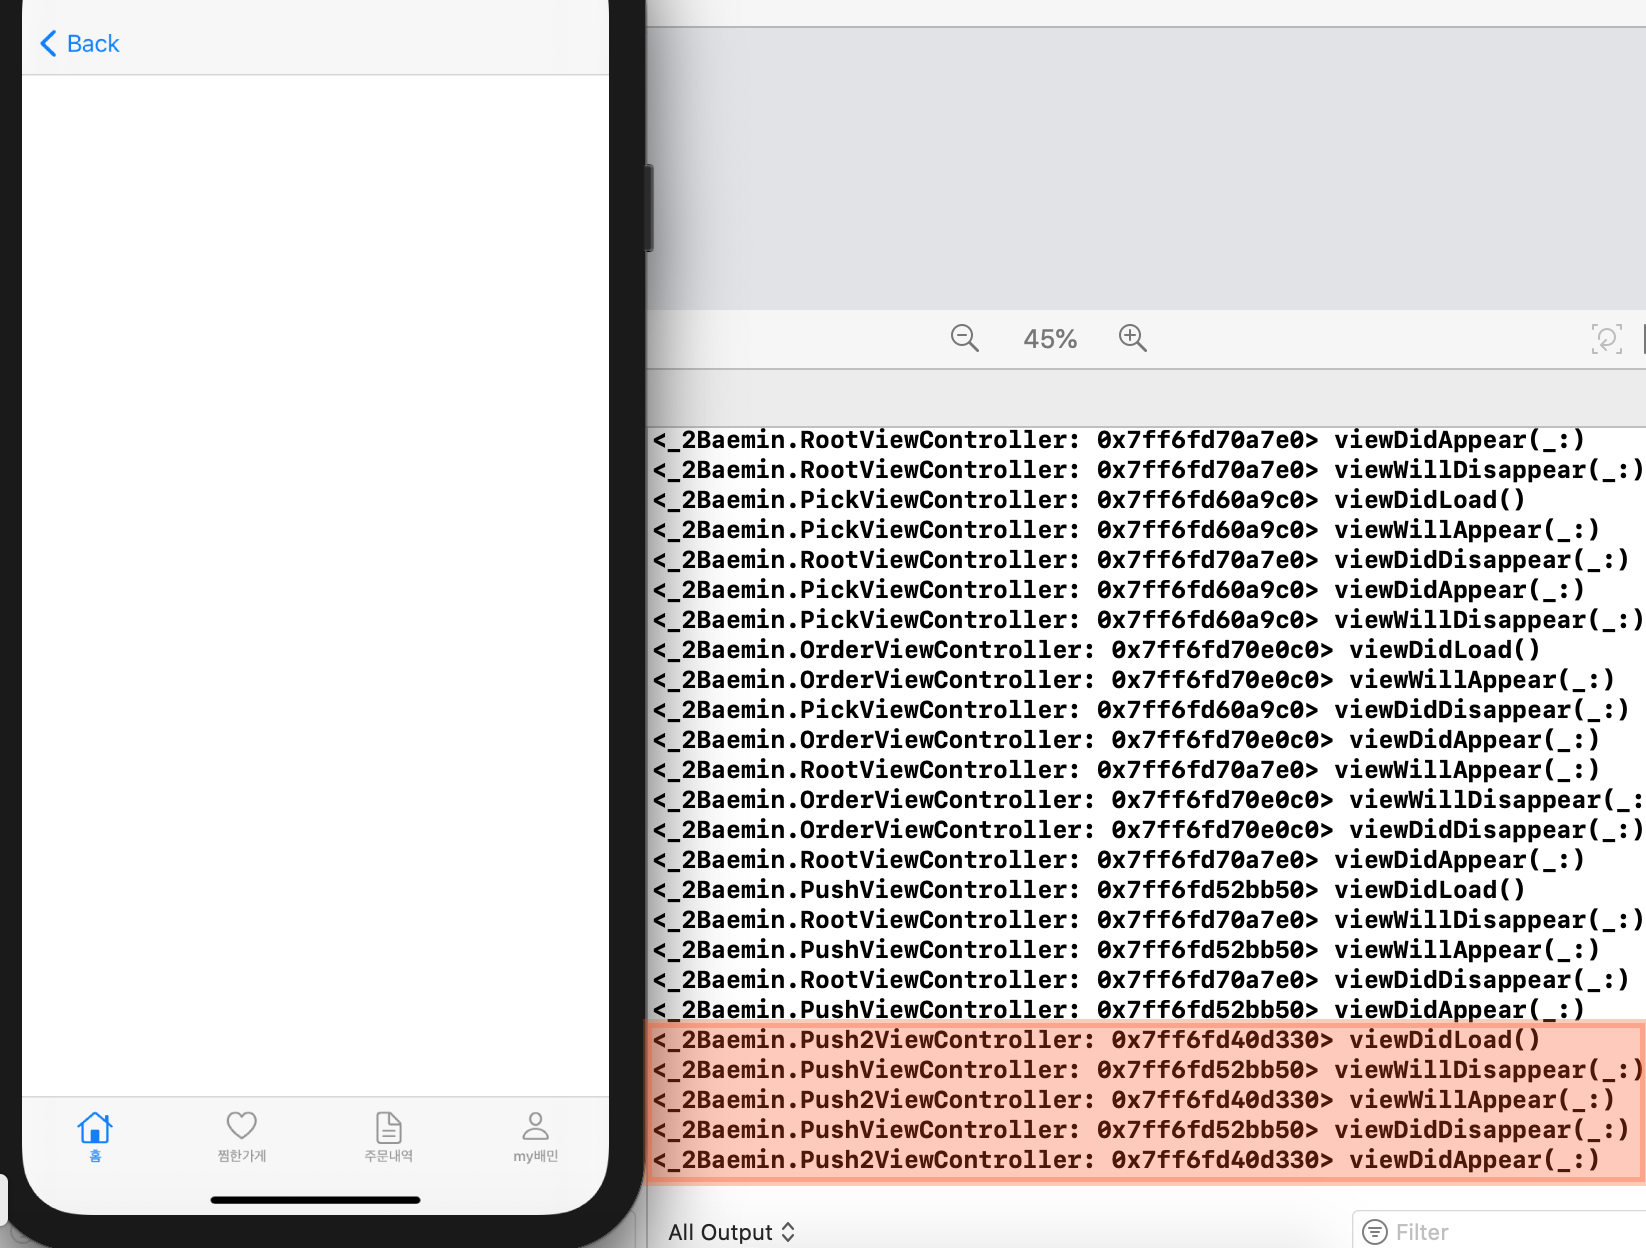 Back
45%
<_2Baemin.RootViewController: 0x7ff6fd70a7e0> viewDidAppear(_:)
<_2Baemin.RootViewController: 0x7ff6fd70a7e0> viewWillDisappear(_:)
<_2Baemin.PickViewController: 0x7ff6fd60a9c0> viewDidLoad()
<_2Baemin.PickViewController: 0x7ff6fd60a9c0> viewWillAppear(_:)
<_2Baemin.RootViewController: 0x7ff6fd70a7e0> viewDidDisappear(_:)
<_2Baemin.PickViewController: 0x7ff6fd60a9c0> viewDidAppear(_:)
<_2Baemin.PickViewController: 0x7ff6fd60a9c0> viewWillDisappear(_:)
<_2Baemin.OrderViewController: 0x7ff6fd70e0c0> viewDidLoad()
<_2Baemin.OrderViewController: 0x7ff6fd70e0c0> viewWillAppear(_:)
<_2Baemin.PickViewController: 0x7ff6fd60a9c0> viewDidDisappear(_:)
<_2Baemin.OrderViewController: 0x7ff6fd70e0c0> viewDidAppear(_:)
<_2Baemin.RootViewController: 0x7ff6fd70a7e0> viewWillAppear(_:)
<_2Baemin.OrderViewController: 0x7ff6fd70e0c0> viewWillDisappear(_:
<_2Baemin.OrderViewController: 0x7ff6fd70e0c0> viewDidDisappear(_:)
<_2Baemin.RootViewController: 0x7ff6fd70a7e0> viewDidAppear(_:)
<_2Baemin.PushViewController: 0x7ff6fd52bb50> viewDidLoad()
<_2Baemin.RootViewController: 0x7ff6fd70a7e0> viewWillDisappear(_:)
<_2Baemin.PushViewController: 0x7ff6fd52bb50> viewWillAppear(_:)
<_2Baemin.RootViewController: 0x7ff6fd70a7e0> viewDidDisappear(_:)
<_2Baemin.PushViewController: 0x7ff6fd52bb50> viewDidAppear(_:)
<_2Baemin.Push2ViewController: 0x7ff6fd40d330> viewDidLoad()
<_2Baemin.PushViewController: 0x7ff6fd52bb50> viewWillDisappear(_:)
<_2Baemin.Push2ViewController: 0x7ff6fd40d330> viewWillAppear(_:)
<_2Baemin.PushViewController: 0x7ff6fd52bb50> viewDidDisappear(_:)
<_2Baemin.Push2ViewController: 0x7ff6fd40d330> viewDidAppear(_:)
홈
찜한가게
주문내역
my배민
All Output
Filter